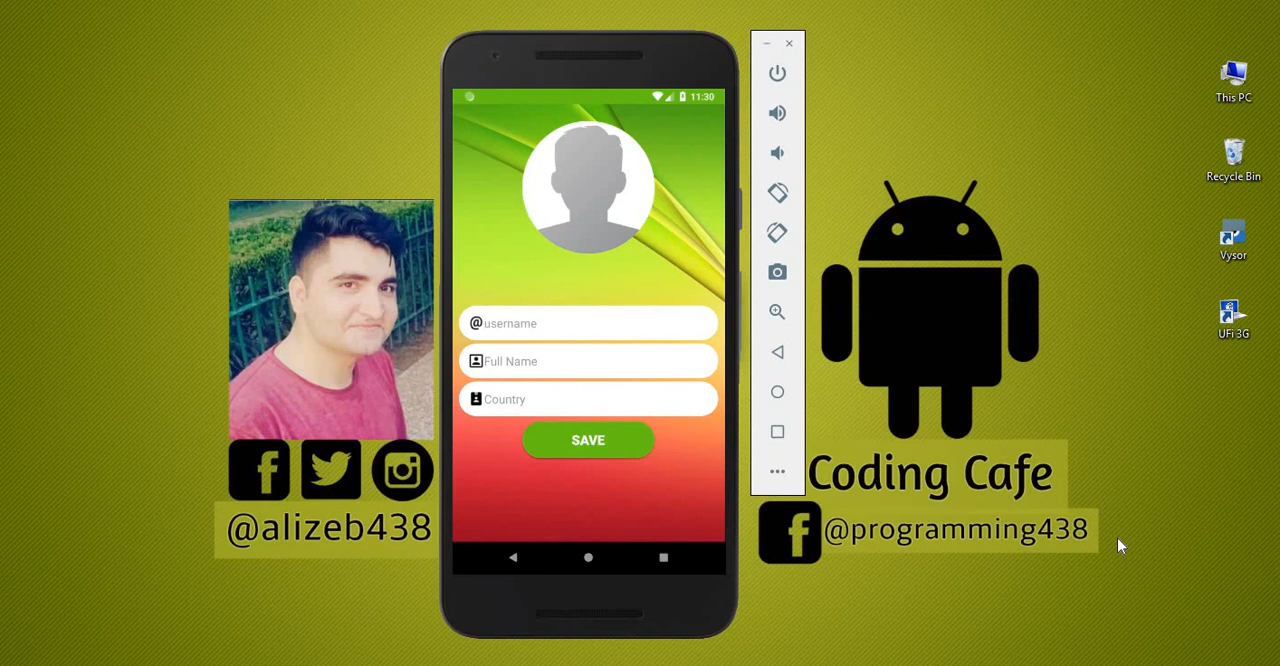 11:30
@username
Full Name
Country
SAVE
@alizeb438
Coding Cafe
@programming438
This PC
Recycle Bin
Vysor
UFi 3G